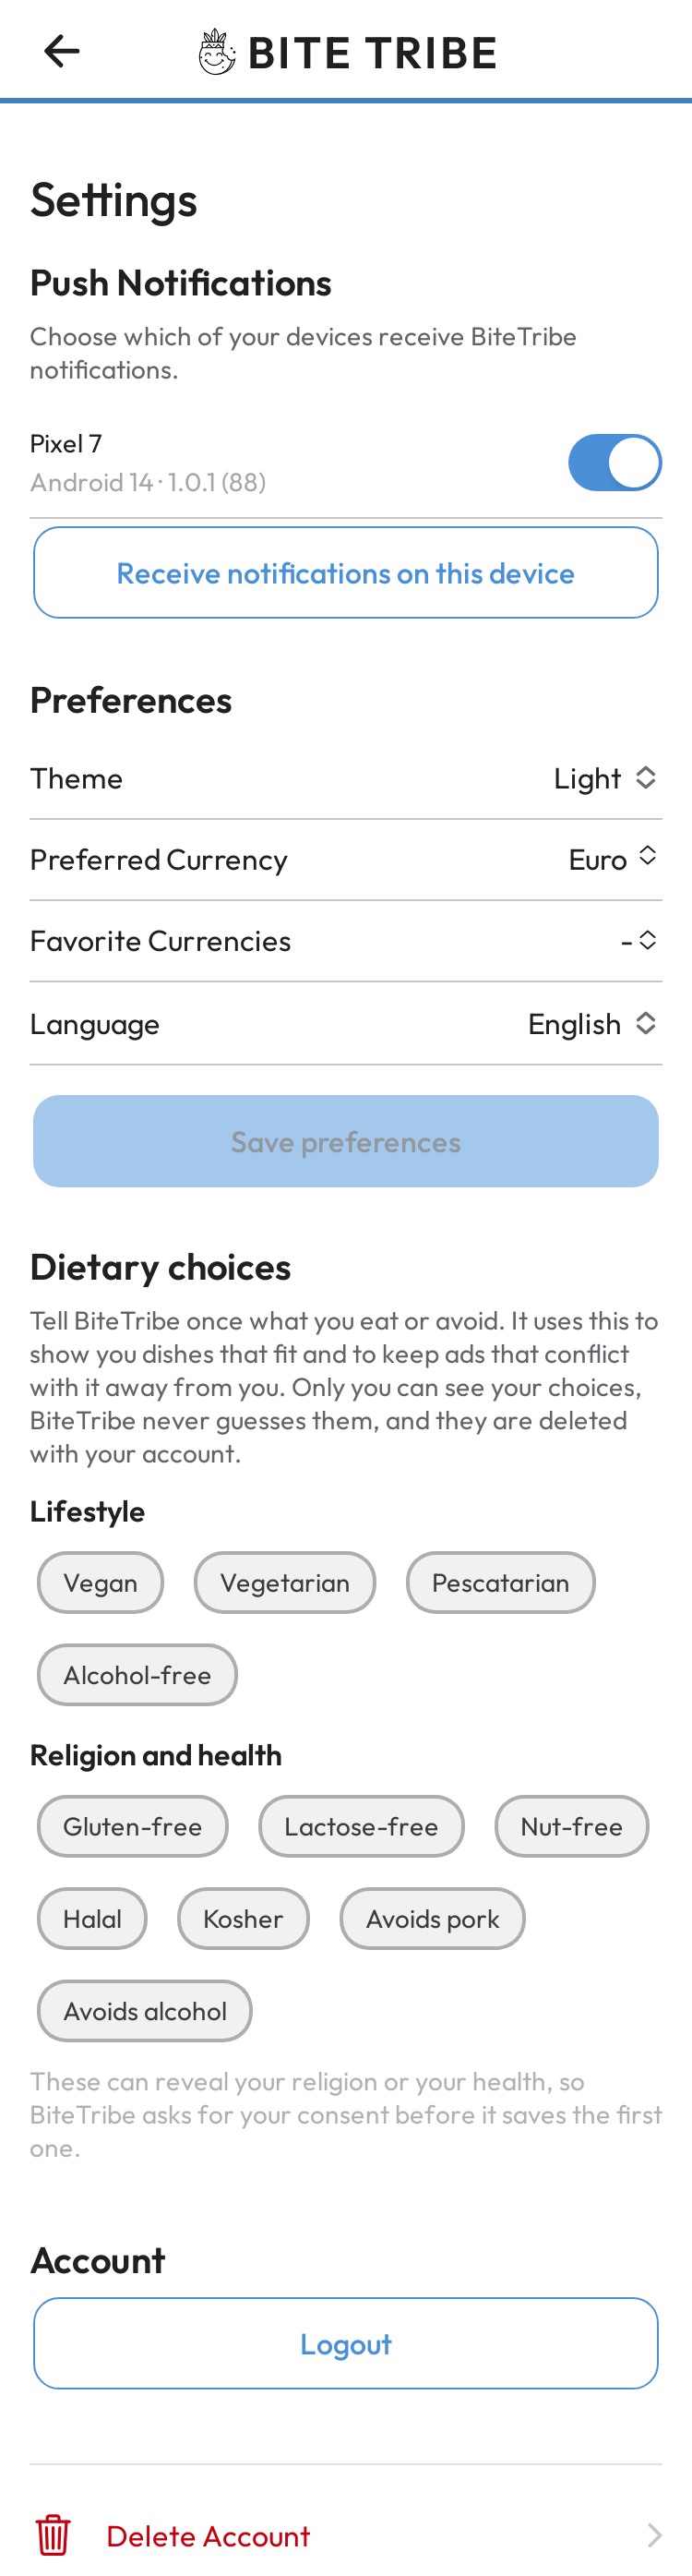 BITE TRIBE
Settings
Push Notifications
Choose which of your devices receive BiteTribe
notifications.
Pixel 7
Android 14 · 1.0.1 (88)
Receive notifications on this device
Preferences
Theme Light
Preferred Currency Euro
Favorite Currencies -
Language English
Save preferences
Dietary choices
Tell BiteTribe once what you eat or avoid. It uses this to
show you dishes that fit and to keep ads that conflict
with it away from you. Only you can see your choices,
BiteTribe never guesses them, and they are deleted
with your account.
Lifestyle
Vegan Vegetarian Pescatarian
Alcohol-free
Religion and health
Gluten-free Lactose-free Nut-free
Halal Kosher Avoids pork
Avoids alcohol
These can reveal your religion or your health, so
BiteTribe asks for your consent before it saves the first
one.
Account
Logout
Delete Account